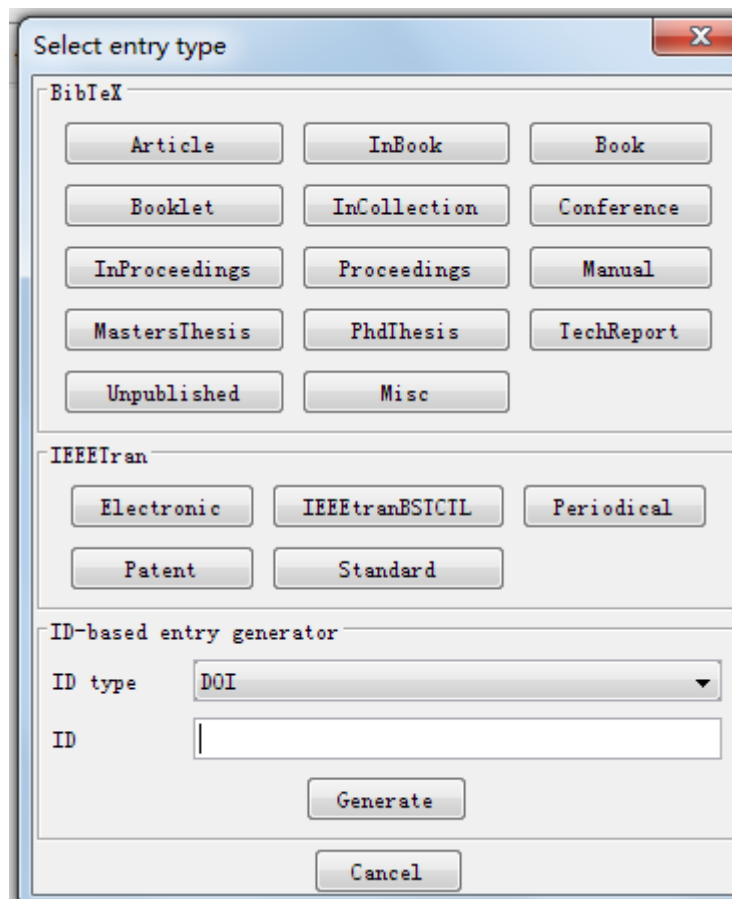 Select entry type
BibTeX
Article InBook Book
Booklet InCollection Conference
InProceedings Proceedings Manual
MastersThesis PhdThesis TechReport
Unpublished Misc
IEEETran
Electronic IEEEtranBSTCTL Periodical
Patent Standard
ID-based entry generator
ID type DOI
ID
Generate
Cancel